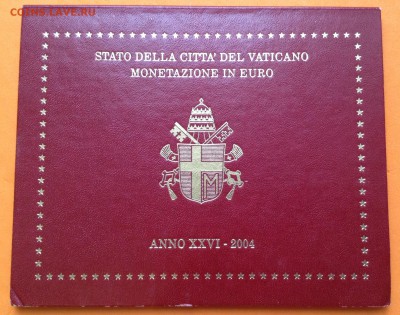 COINS.LAVE.RU
STATO DELLA CITTA' DEL VATICANO
MONETAZIONE IN EURO
M
ANNO XXVI - 2004